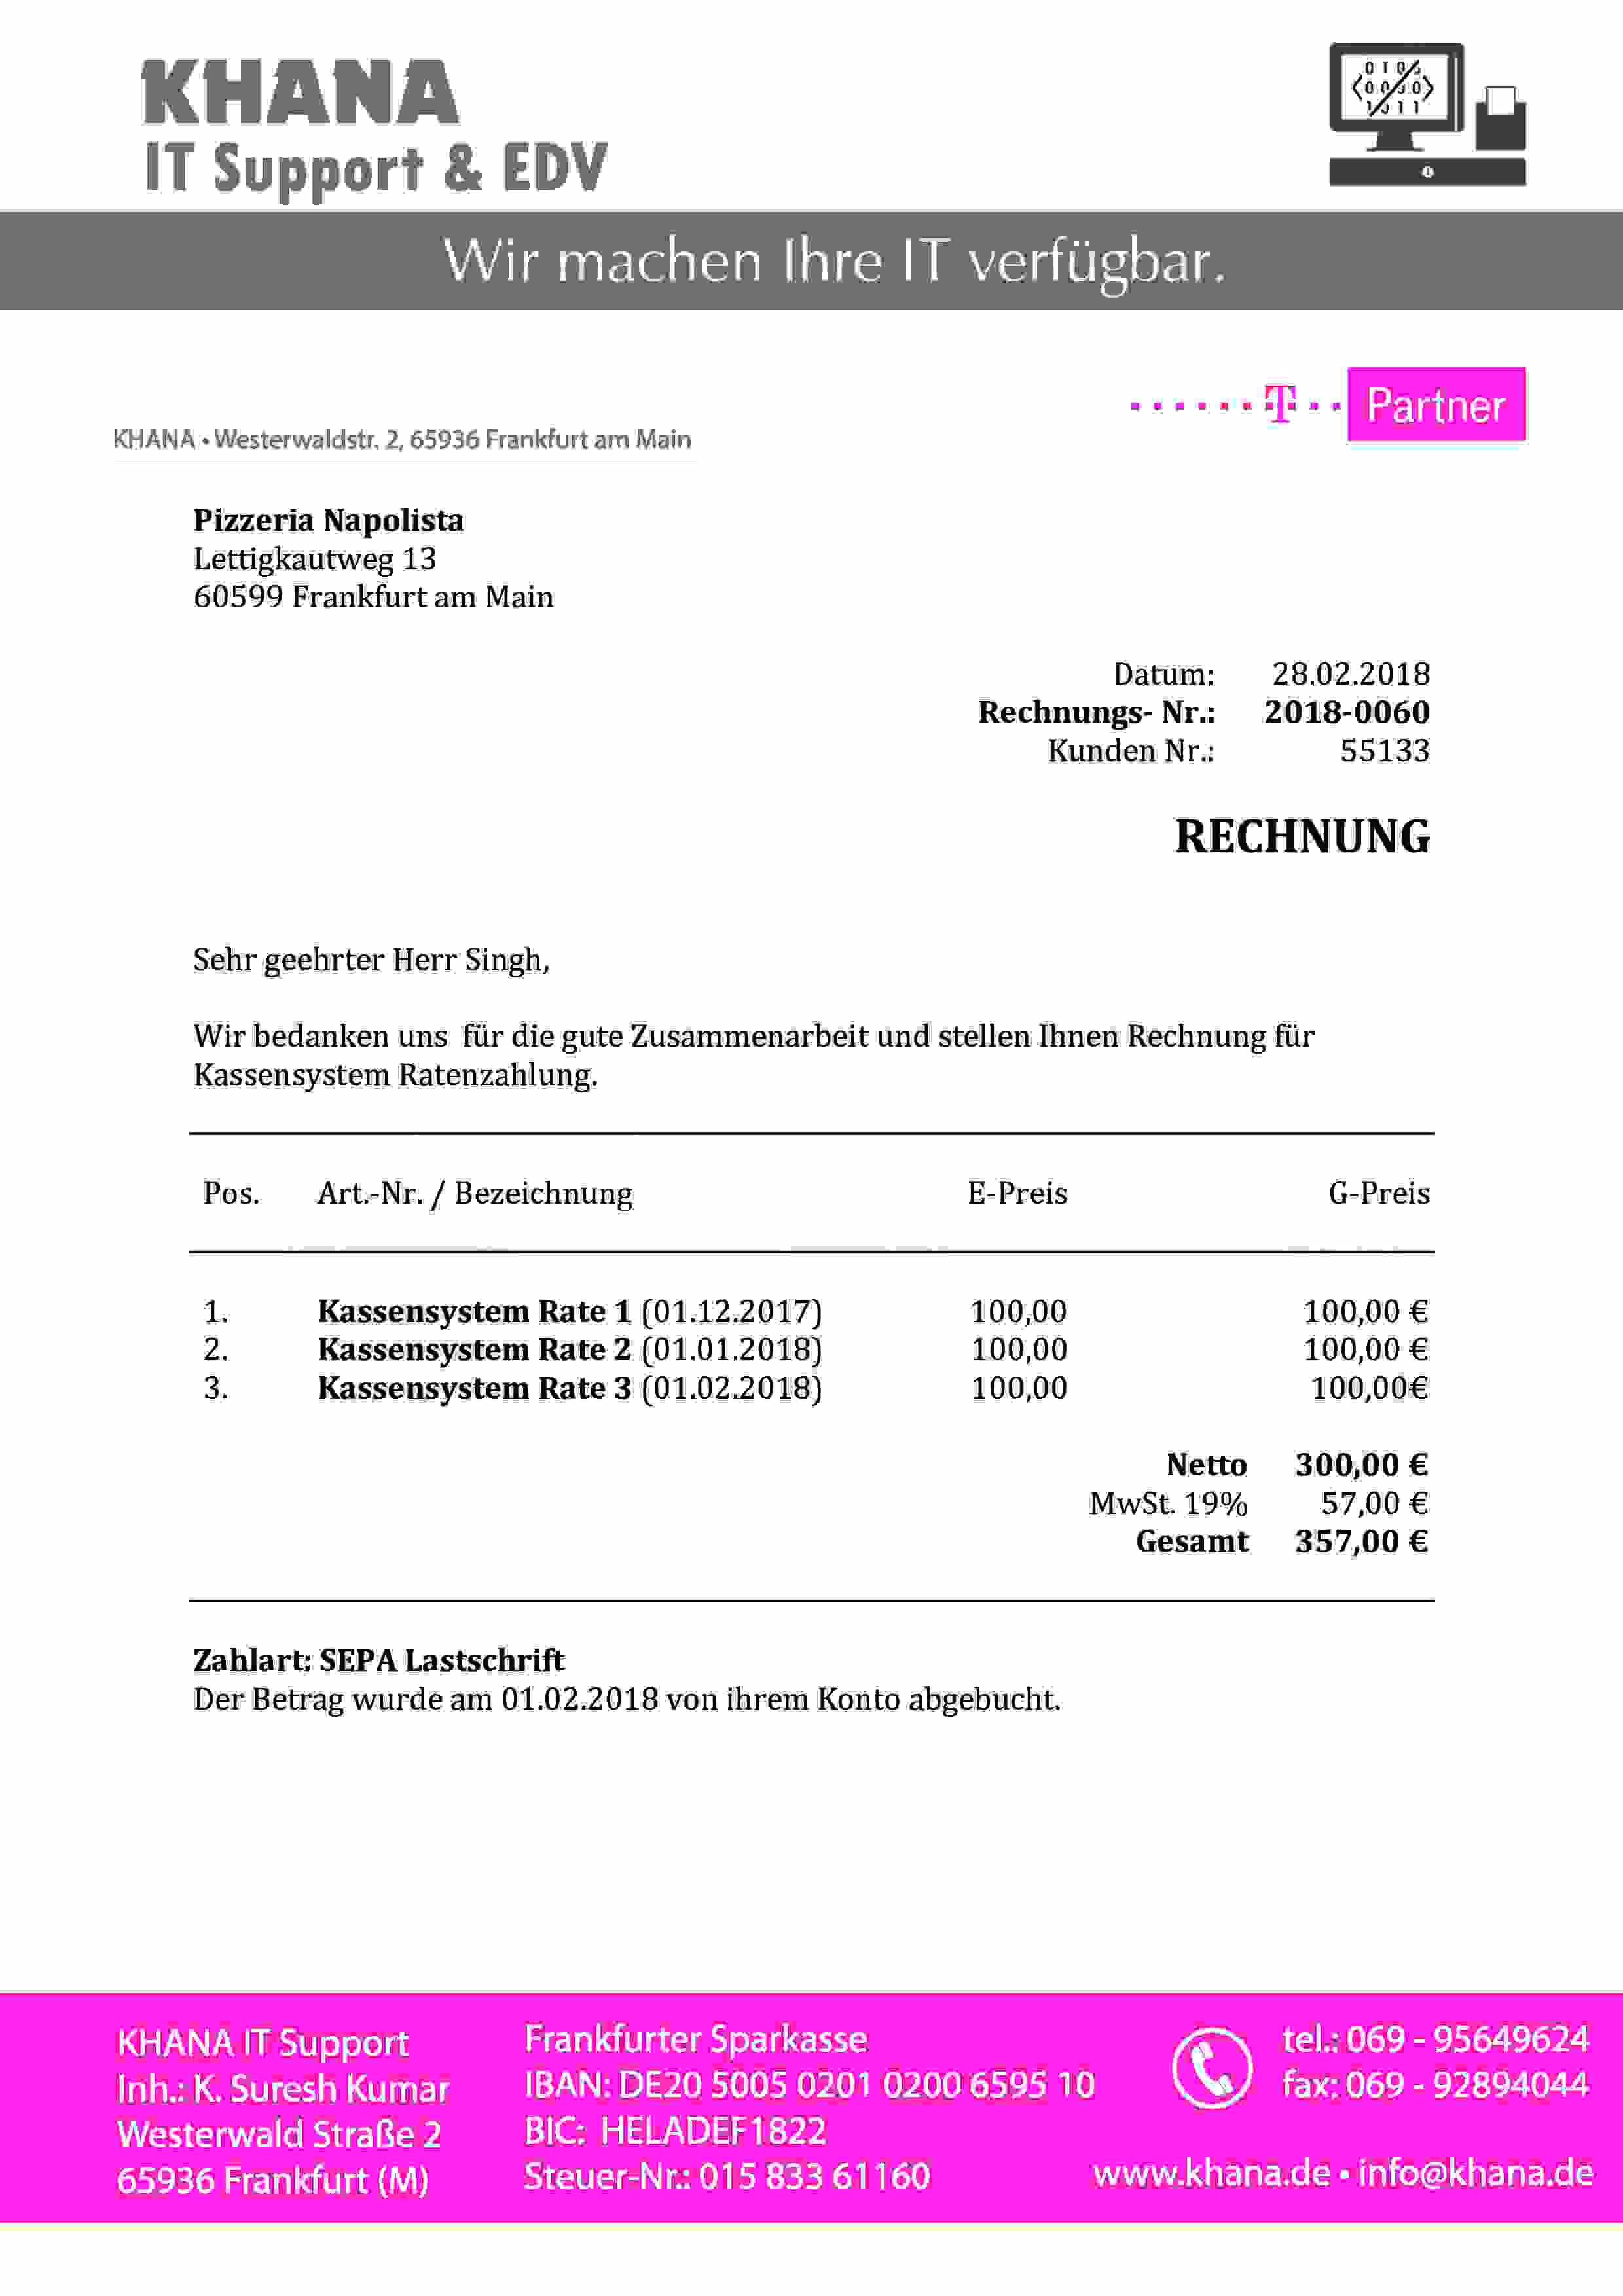 KHANA
IT Support & EDV
Wir machen Ihre IT verfügbar.
T Partner
KHANA • Westerwaldstr. 2, 65936 Frankfurt am Main
Pizzeria Napolista
Lettigkautweg 13
60599 Frankfurt am Main
Datum: 28.02.2018
Rechnungs- Nr.: 2018-0060
Kunden Nr.: 55133
RECHNUNG
Sehr geehrter Herr Singh,
Wir bedanken uns für die gute Zusammenarbeit und stellen Ihnen Rechnung für
Kassensystem Ratenzahlung.
Pos. Art.-Nr. / Bezeichnung E-Preis G-Preis
1. Kassensystem Rate 1 (01.12.2017) 100,00 100,00 €
2. Kassensystem Rate 2 (01.01.2018) 100,00 100,00 €
3. Kassensystem Rate 3 (01.02.2018) 100,00 100,00€
Netto 300,00 €
MwSt. 19% 57,00 €
Gesamt 357,00 €
Zahlart: SEPA Lastschrift
Der Betrag wurde am 01.02.2018 von ihrem Konto abgebucht.
KHANA IT Support
Inh.: K. Suresh Kumar
Westerwald Straße 2
65936 Frankfurt (M)
Frankfurter Sparkasse
IBAN: DE20 5005 0201 0200 6595 10
BIC: HELADEF1822
Steuer-Nr.: 015 833 61160
tel.: 069 - 95649624
fax: 069 - 92894044
www.khana.de • info@khana.de